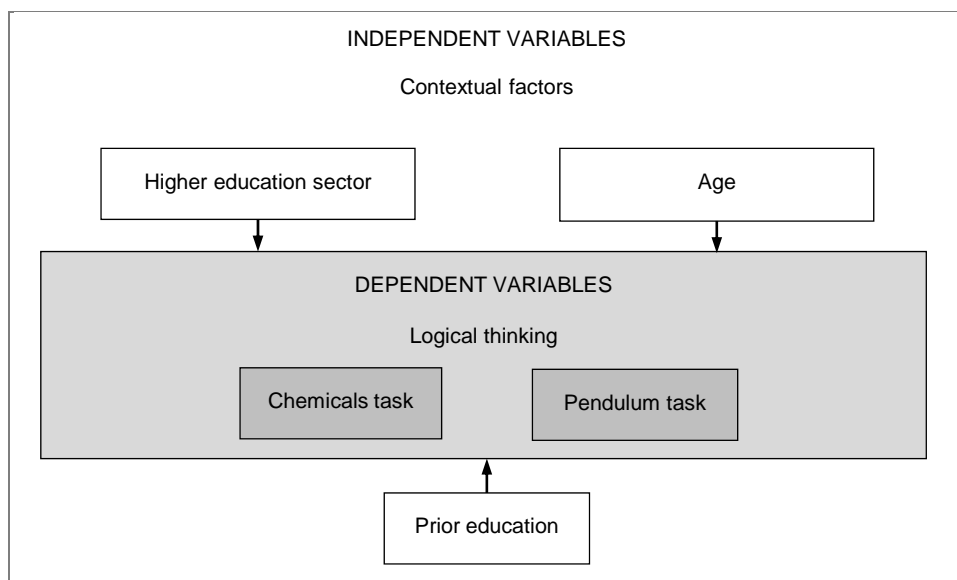 INDEPENDENT VARIABLES
Contextual factors
Higher education sector
Age
DEPENDENT VARIABLES
Logical thinking
Chemicals task
Pendulum task
Prior education